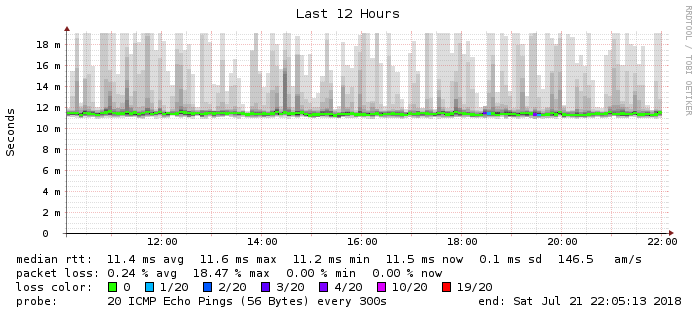 Last 12 Hours
RRDTOOL / TOBI OETIKER
Seconds
18 m
16 m
14 m
12 m
10 m
8 m
6 m
4 m
2 m
0
12:00 14:00 16:00 18:00 20:00 22:00
median rtt: 11.4 ms avg 11.6 ms max 11.2 ms min 11.5 ms now 0.1 ms sd 146.5 am/s
packet loss: 0.24 % avg 18.47 % max 0.00 % min 0.00 % now
loss color: 0 1/20 2/20 3/20 4/20 10/20 19/20
probe: 20 ICMP Echo Pings (56 Bytes) every 300s end: Sat Jul 21 22:05:13 2018